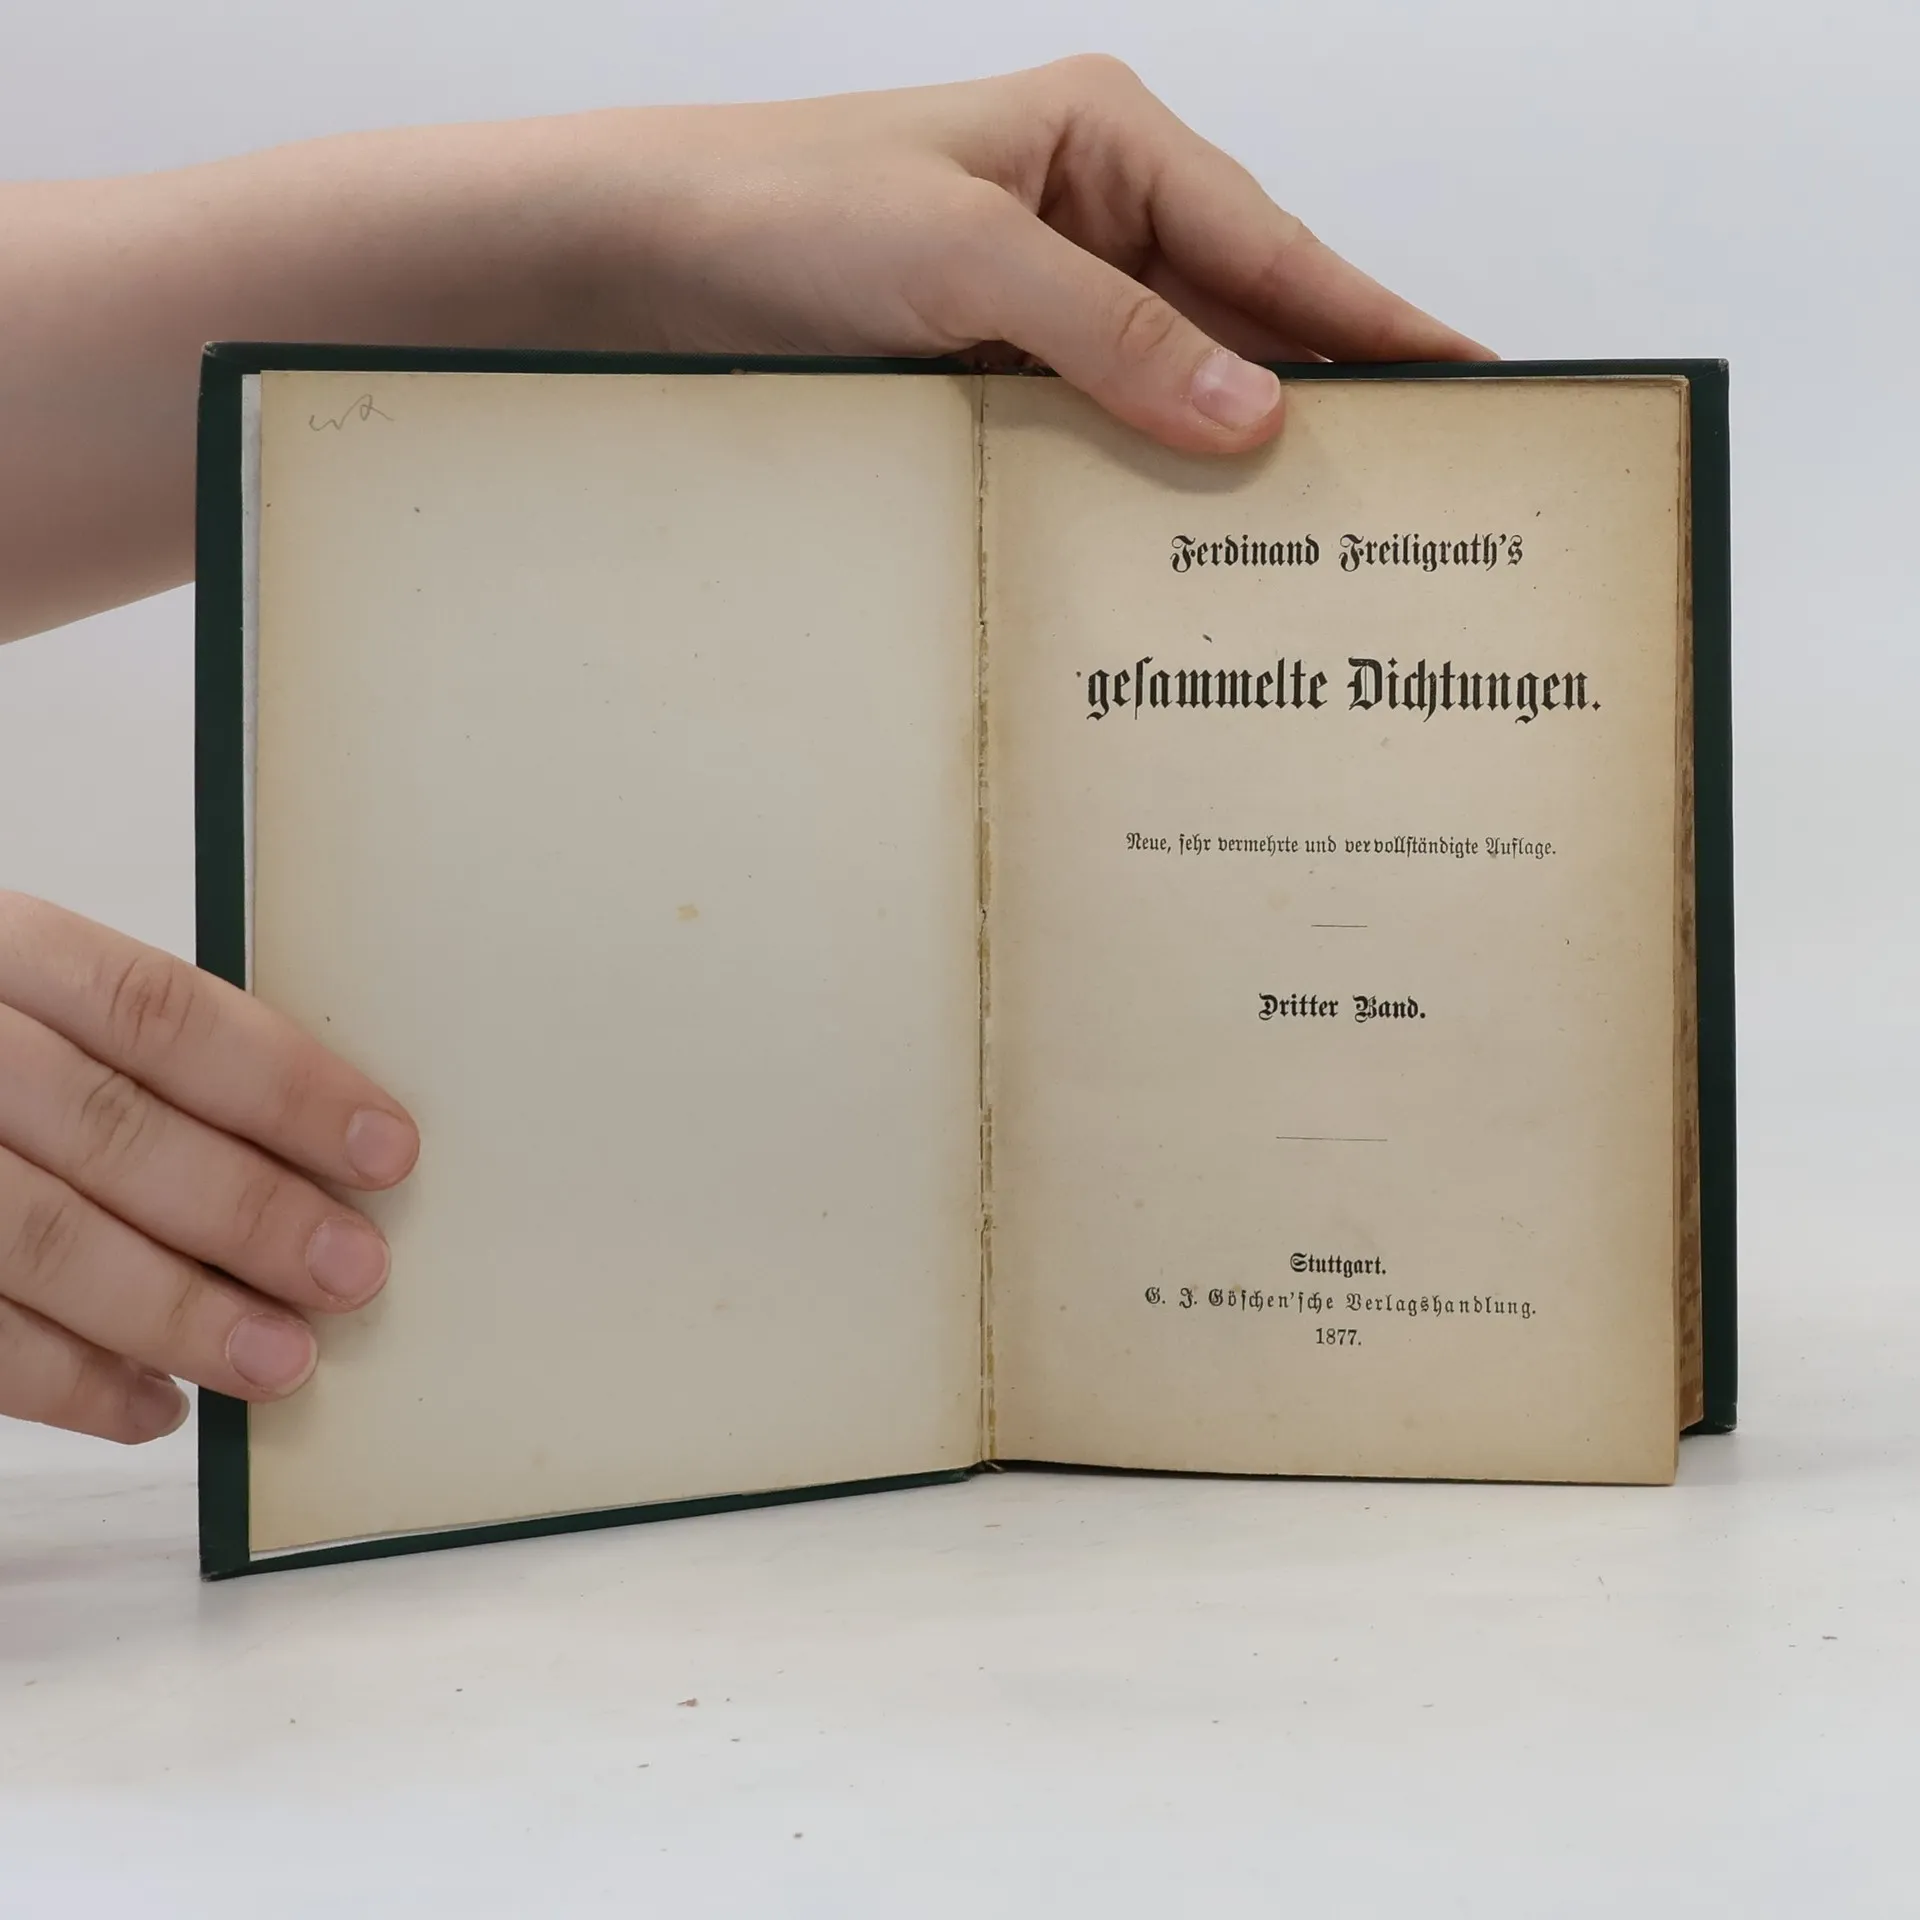 Ferdinand Freiligrath's
geſammelte Dichtungen.
Neue, ſehr vermehrte und vervollſtändigte Auflage.
Dritter Band.
Stuttgart.
G. J. Göſchen'ſche Verlagshandlung.
1877.